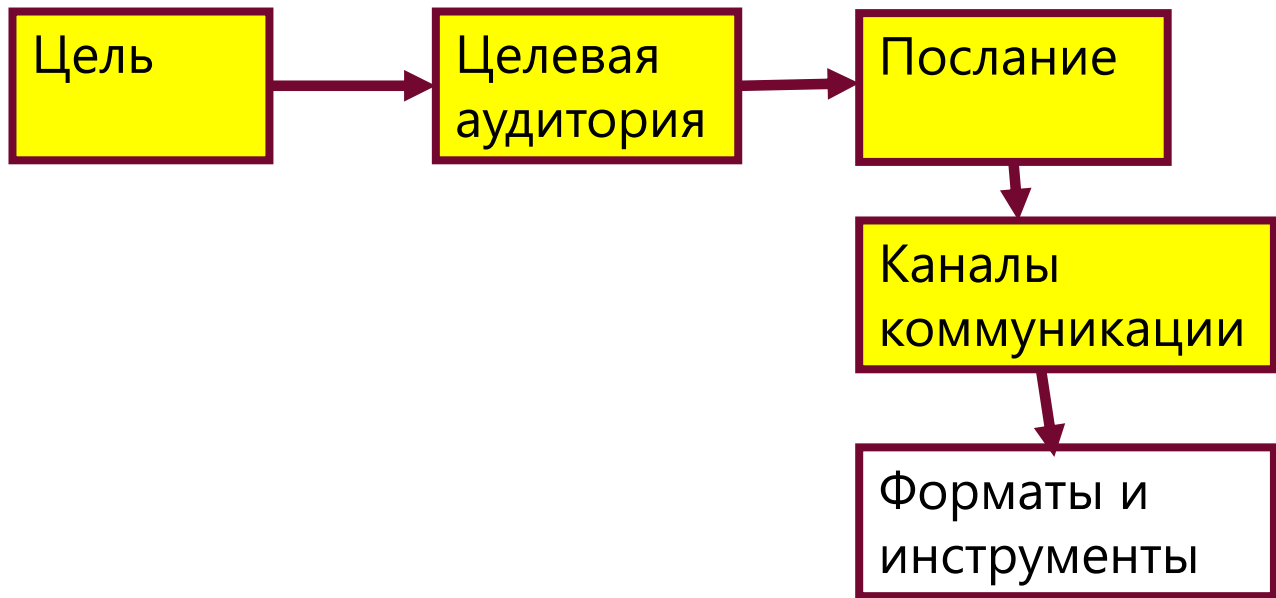 Цель
Целевая
аудитория
Послание
Каналы
коммуникации
Форматы и
инструменты